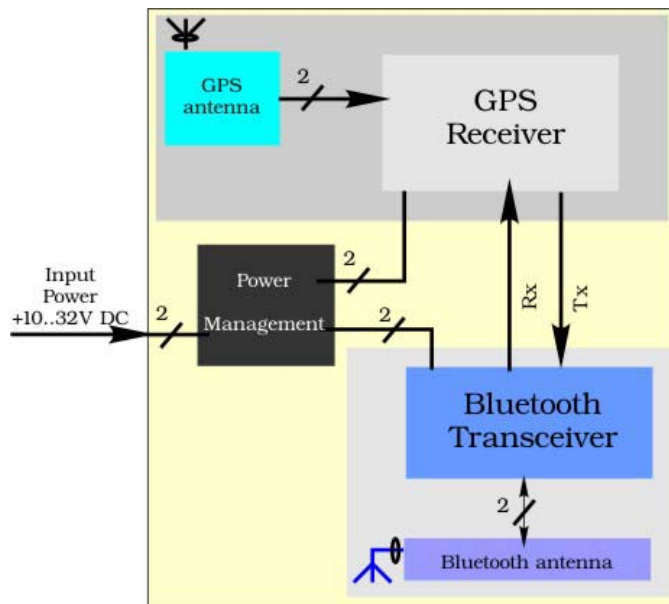 GPS
antenna
2
GPS
Receiver
Input
Power
+10..32V DC
2
Power
Management
2
2
Rx
Tx
Bluetooth
Transceiver
2
Bluetooth antenna